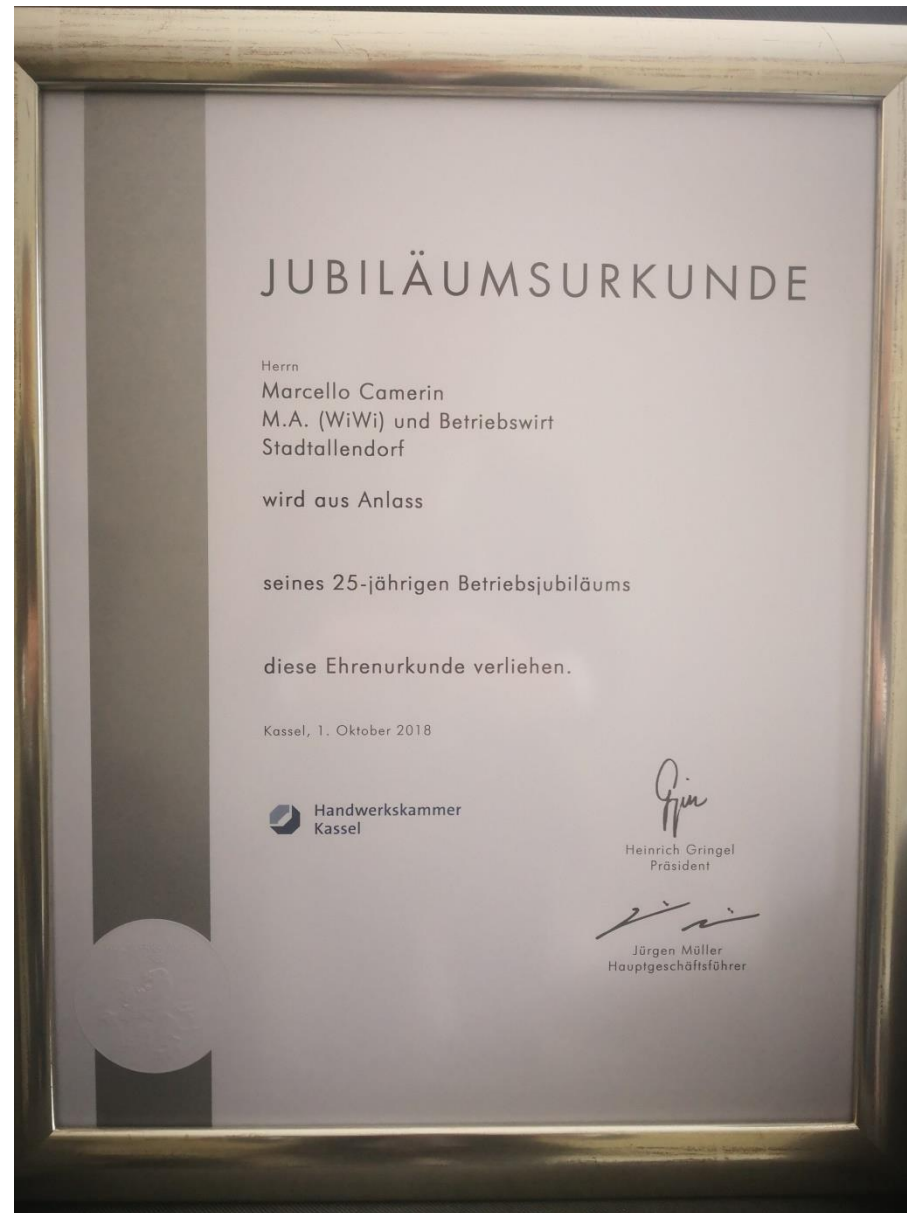 JUBILÄUMSURKUNDE
Herrn
Marcello Camerin
M.A. (WiWi) und Betriebswirt
Stadtallendorf
wird aus Anlass
seines 25-jährigen Betriebsjubiläums
diese Ehrenurkunde verliehen.
Kassel, 1. Oktober 2018
Handwerkskammer
Kassel
Heinrich Gringel
Präsident
Jürgen Müller
Hauptgeschäftsführer